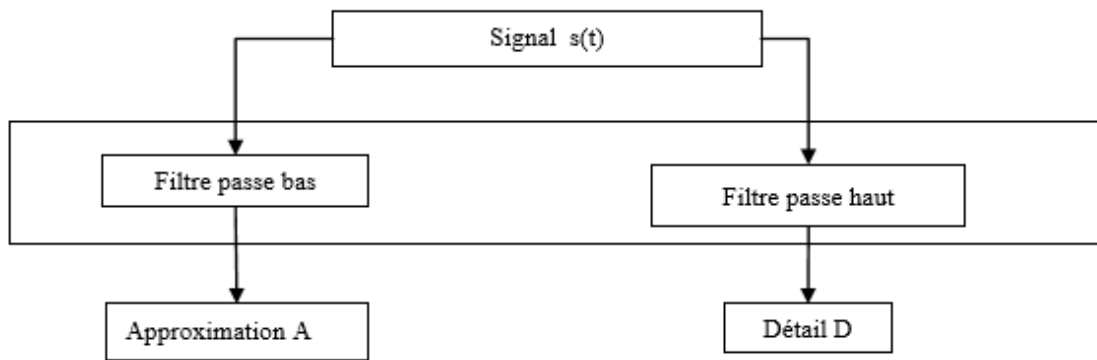 Signal s(t)
Filtre passe bas
Filtre passe haut
Approximation A
Détail D